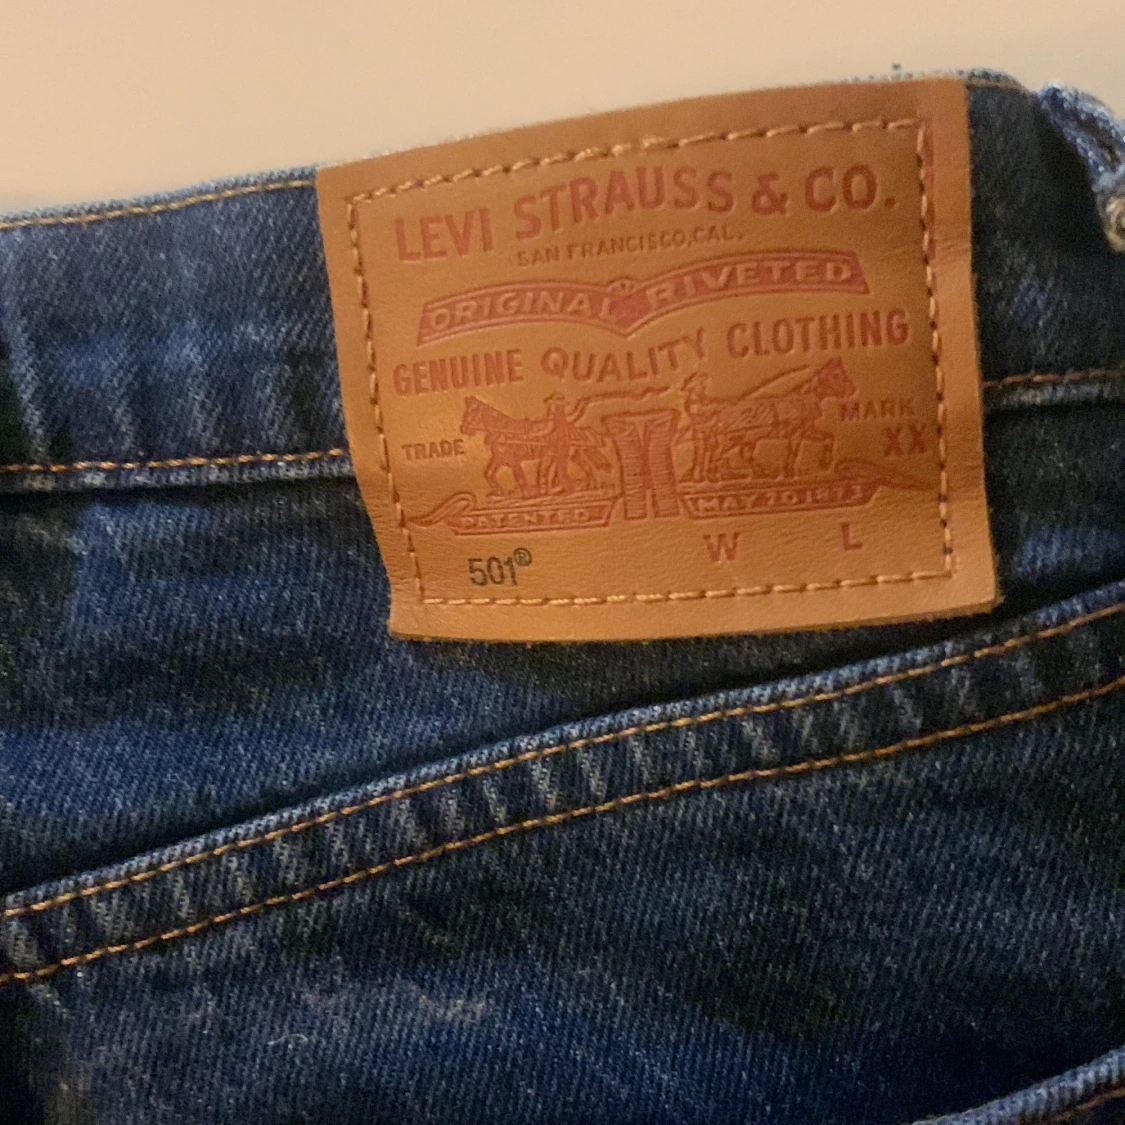 LEVI STRAUSS & CO.
SAN FRANCISCO, CAL.
ORIGINAL RIVETED
GENUINE QUALITY CLOTHING
TRADE MARK
XX
PATENTED MAY 20 1873
501® W L